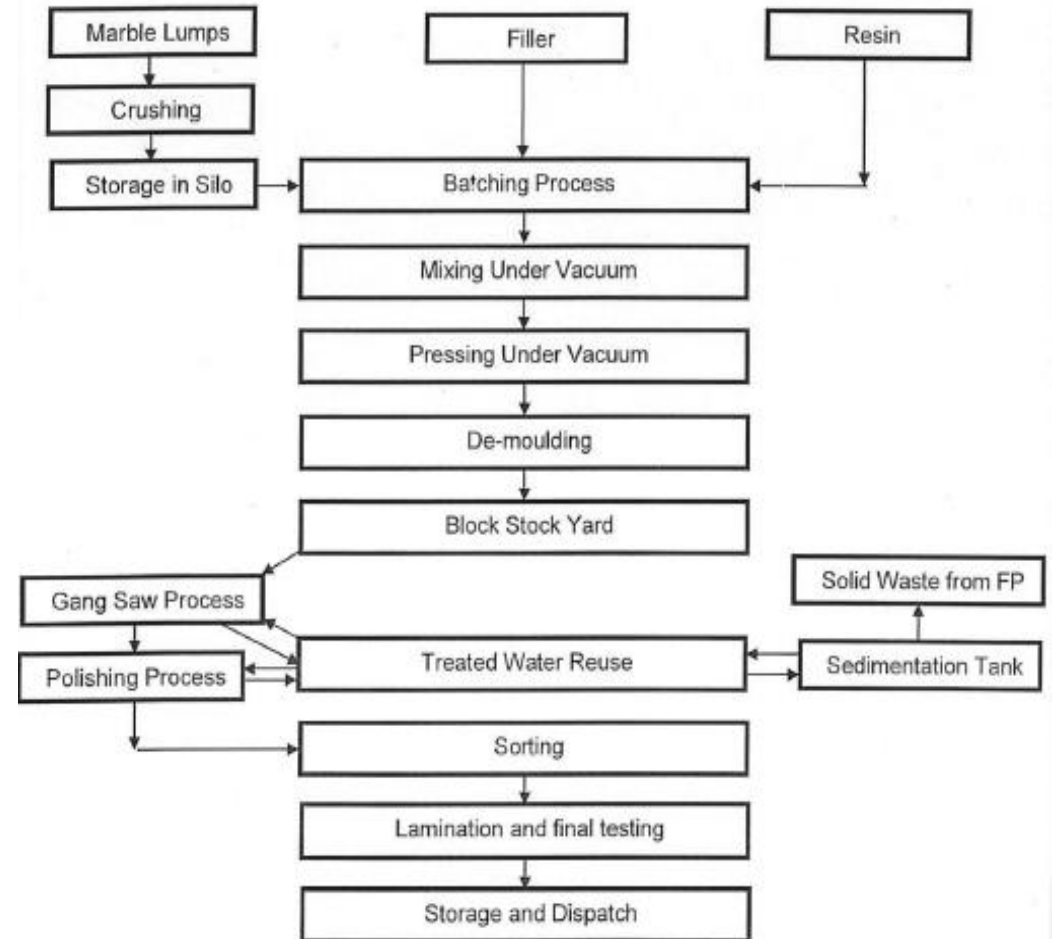 Marble Lumps
Filler
Resin
Crushing
Storage in Silo
Batching Process
Mixing Under Vacuum
Pressing Under Vacuum
De-moulding
Block Stock Yard
Gang Saw Process
Solid Waste from FP
Treated Water Reuse
Sedimentation Tank
Polishing Process
Sorting
Lamination and final testing
Storage and Dispatch